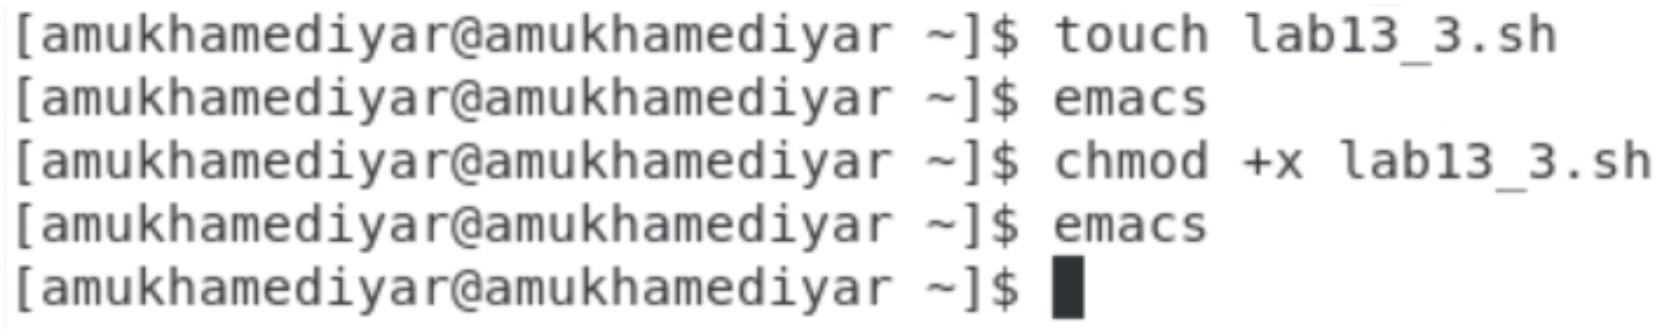 [amukhamediyar@amukhamediyar ~]$ touch lab13_3.sh
[amukhamediyar@amukhamediyar ~]$ emacs
[amukhamediyar@amukhamediyar ~]$ chmod +x lab13_3.sh
[amukhamediyar@amukhamediyar ~]$ emacs
[amukhamediyar@amukhamediyar ~]$